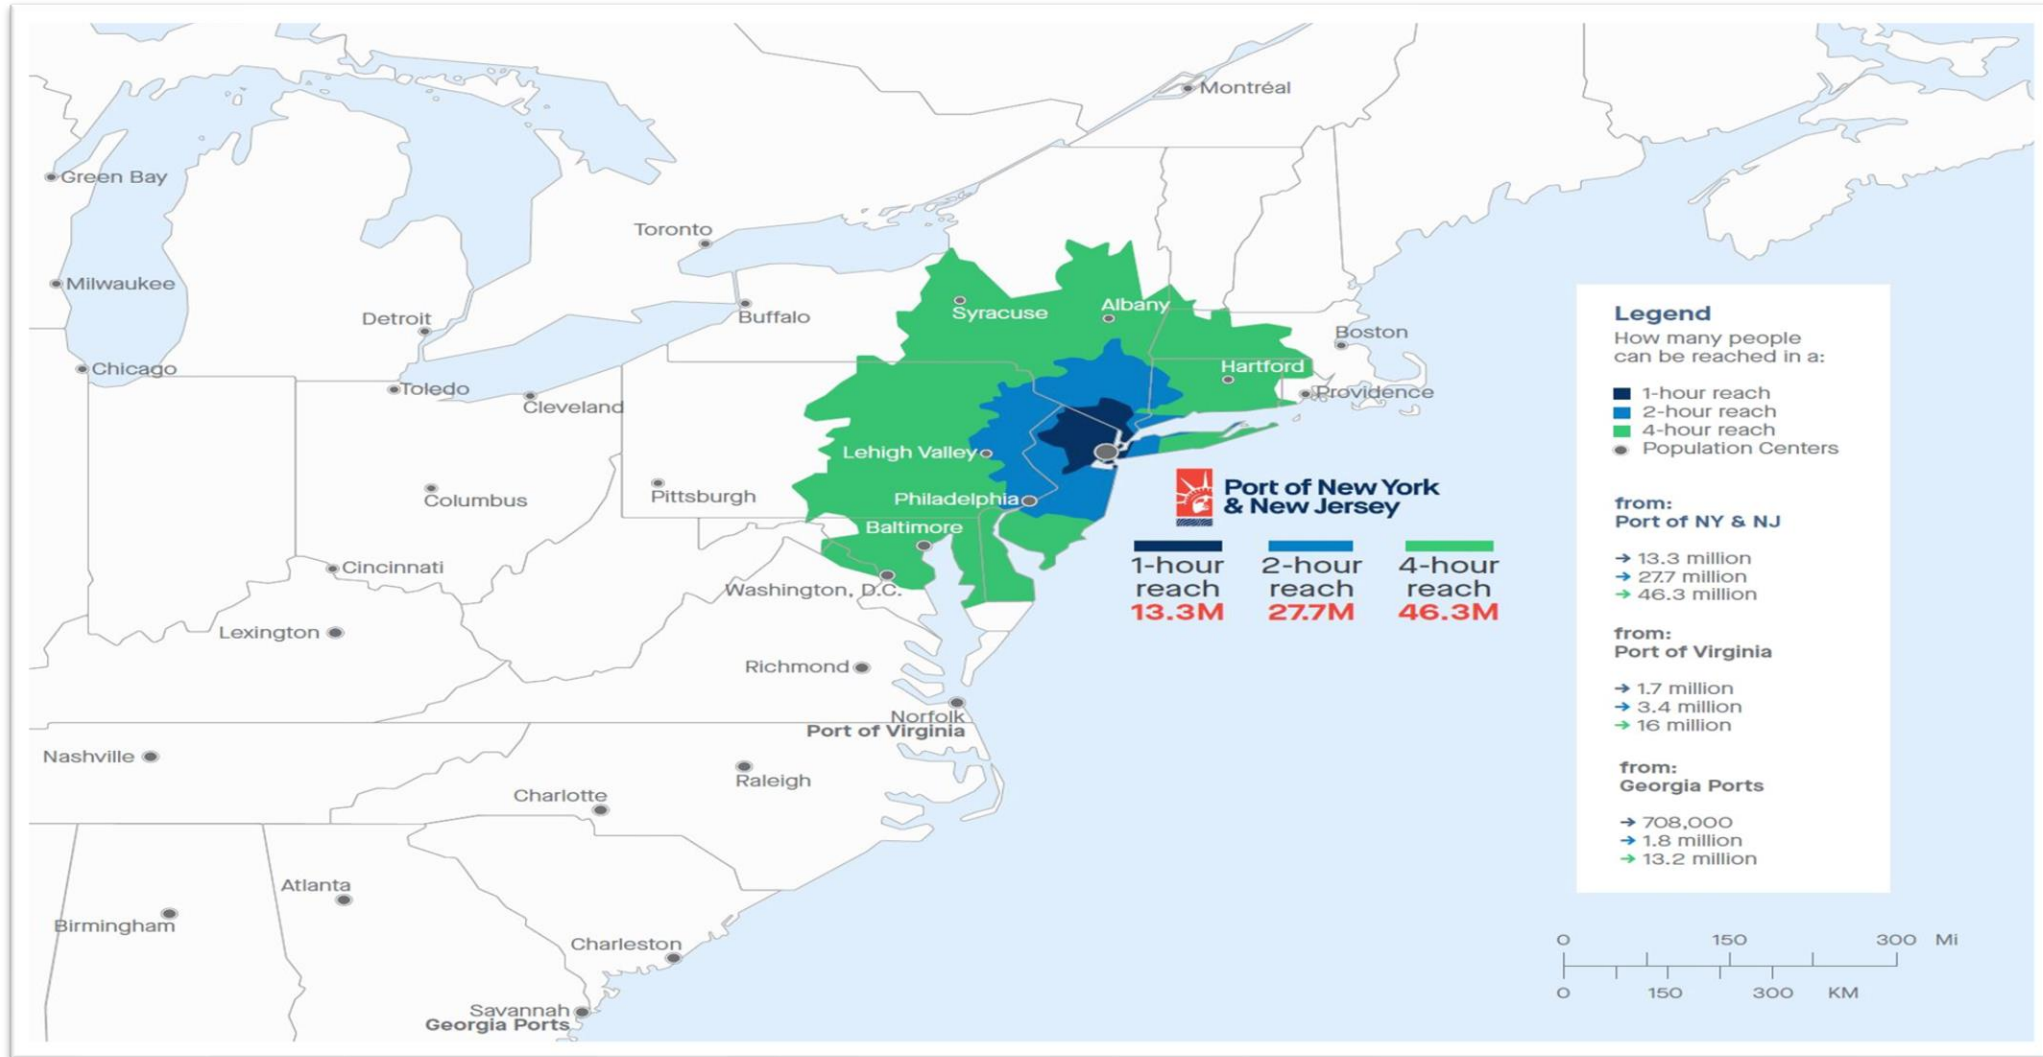 Montréal
Green Bay
Toronto
Milwaukee
Detroit
Buffalo
Syracuse
Albany
Boston
Chicago
Toledo
Cleveland
Hartford
Providence
Lehigh Valley
Columbus
Pittsburgh
Philadelphia
Baltimore
Cincinnati
Washington, D.C.
Lexington
Richmond
Norfolk
Port of Virginia
Nashville
Raleigh
Charlotte
Atlanta
Birmingham
Charleston
Savannah
Georgia Ports
Port of New York
& New Jersey
1-hour
reach
13.3M
2-hour
reach
27.7M
4-hour
reach
46.3M
Legend
How many people
can be reached in a:
1-hour reach
2-hour reach
4-hour reach
Population Centers
from:
Port of NY & NJ
→ 13.3 million
→ 27.7 million
→ 46.3 million
from:
Port of Virginia
→ 1.7 million
→ 3.4 million
→ 16 million
from:
Georgia Ports
→ 708,000
→ 1.8 million
→ 13.2 million
0 150 300 Mi
0 150 300 KM